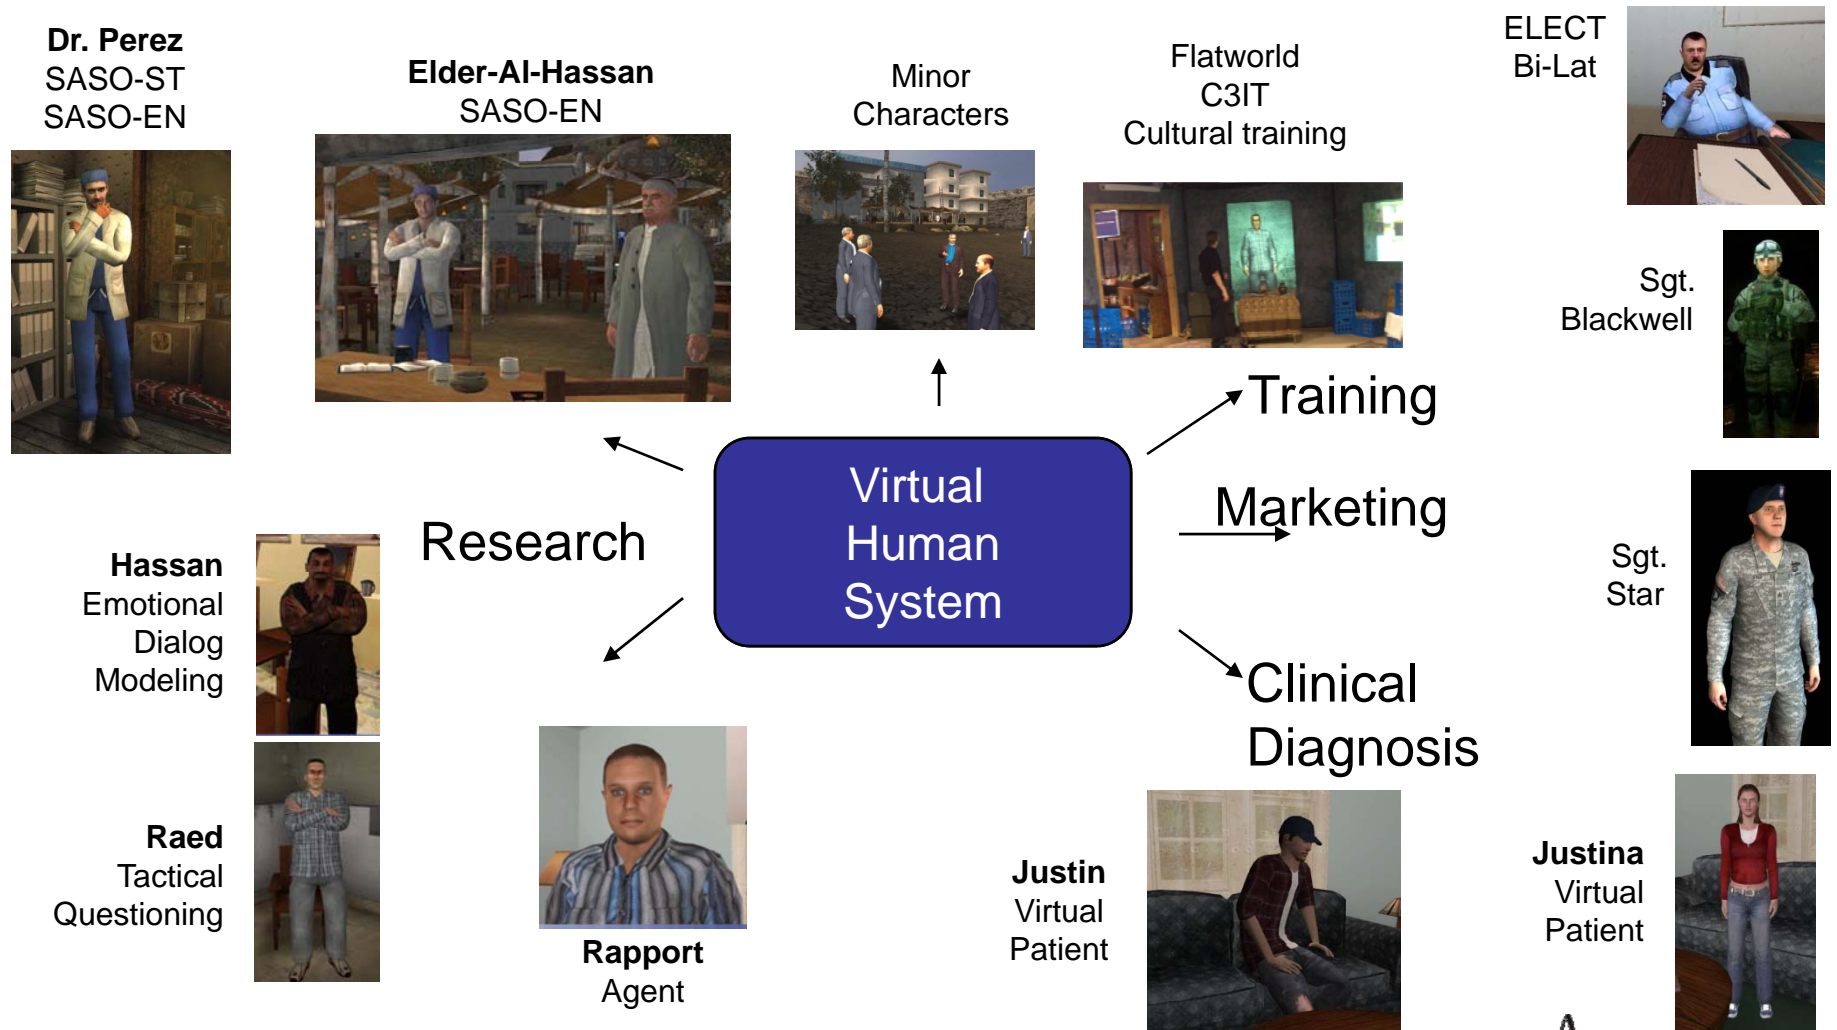 Dr. Perez
SASO-ST
SASO-EN
Elder-Al-Hassan
SASO-EN
Minor
Characters
Flatworld
C3IT
Cultural training
ELECT
Bi-Lat
Sgt.
Blackwell
Training
Marketing
Virtual
Human
System
Research
Hassan
Emotional
Dialog
Modeling
Sgt.
Star
Clinical
Diagnosis
Raed
Tactical
Questioning
Rapport
Agent
Justin
Virtual
Patient
Justina
Virtual
Patient